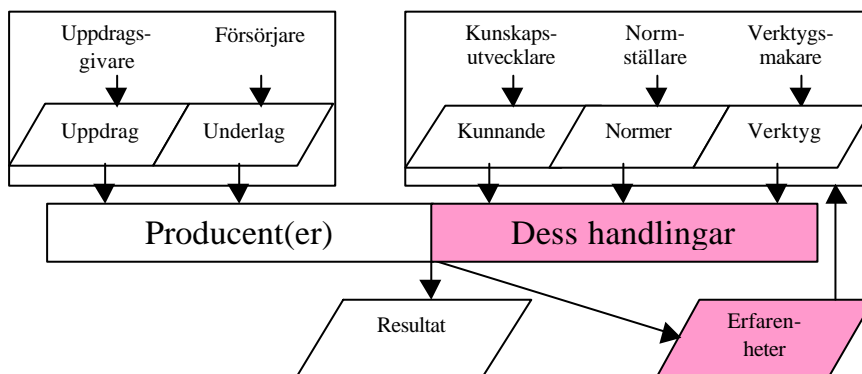 Uppdrags-
givare
Försörjare
Kunskaps-
utvecklare
Norm-
ställare
Verktygs-
makare
Uppdrag
Underlag
Kunnande
Normer
Verktyg
Producent(er)
Dess handlingar
Resultat
Erfaren-
heter